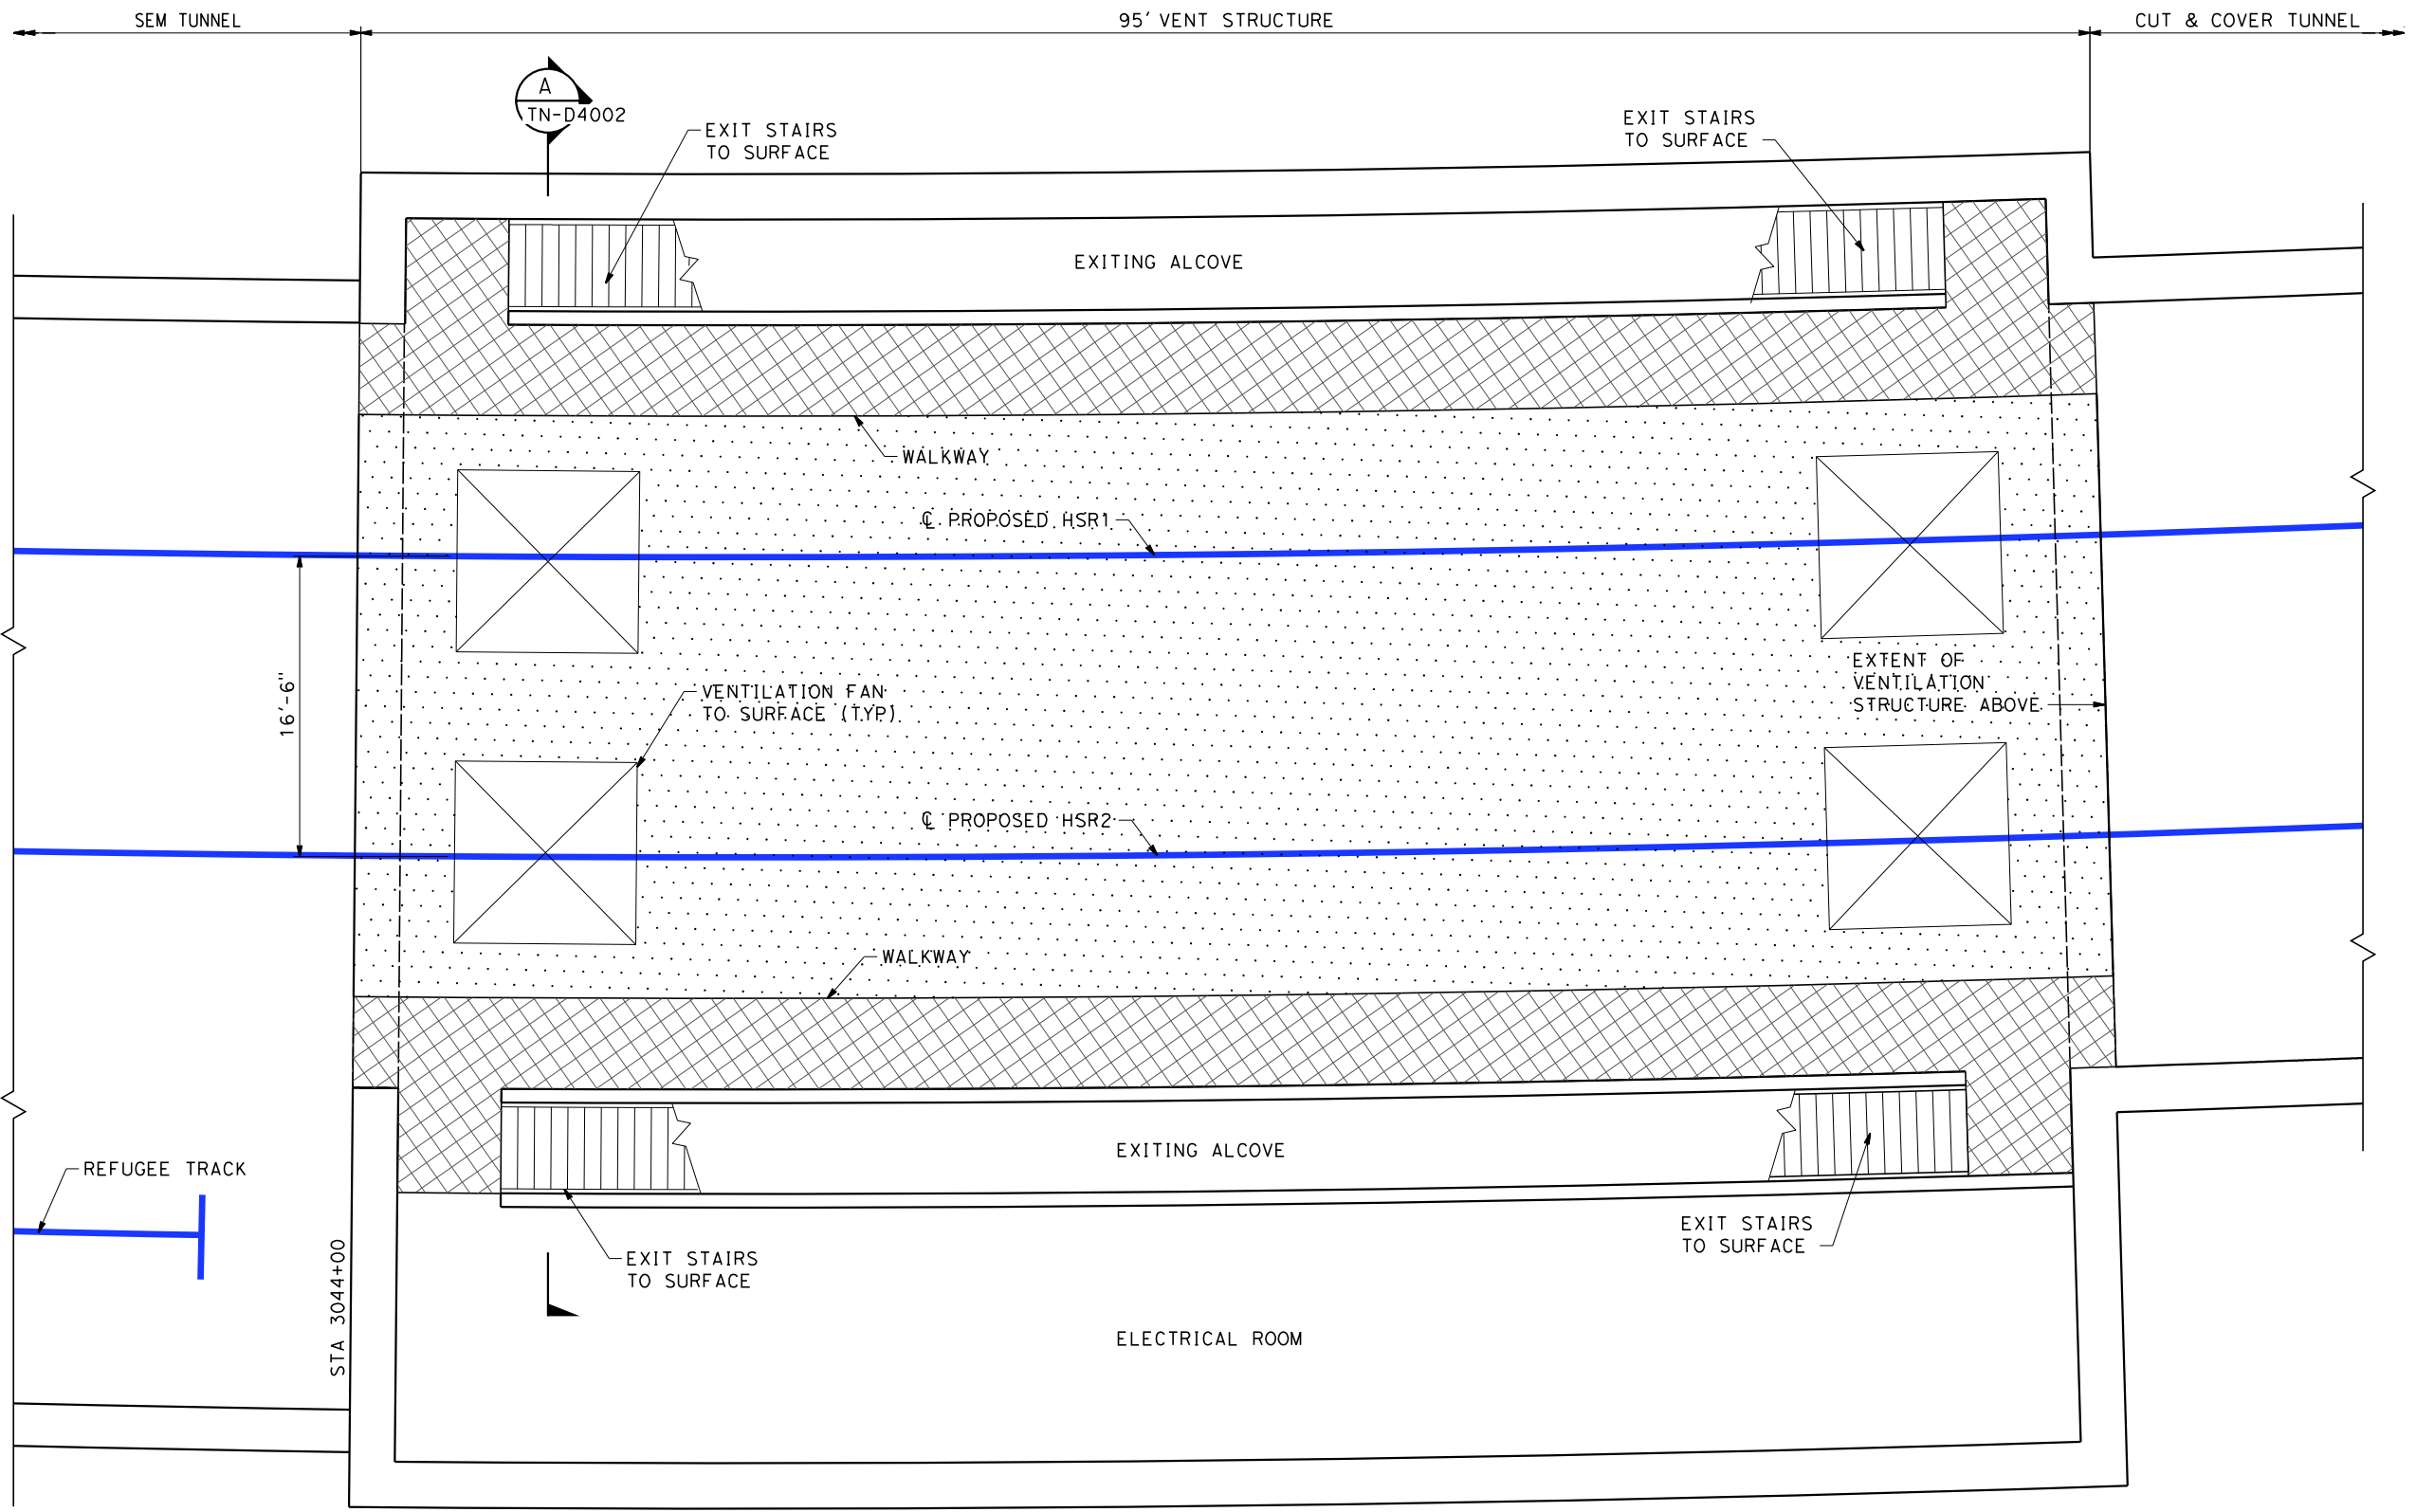 SEM TUNNEL
95' VENT STRUCTURE
CUT & COVER TUNNEL
A
TN-D4002
EXIT STAIRS
TO SURFACE
EXIT STAIRS
TO SURFACE
EXITING ALCOVE
WALKWAY
℄ PROPOSED HSR1
16'-6"
VENTILATION FAN
TO SURFACE (TYP)
EXTENT OF
VENTILATION
STRUCTURE ABOVE
℄ PROPOSED HSR2
WALKWAY
EXITING ALCOVE
REFUGEE TRACK
STA 3044+00
EXIT STAIRS
TO SURFACE
EXIT STAIRS
TO SURFACE
ELECTRICAL ROOM